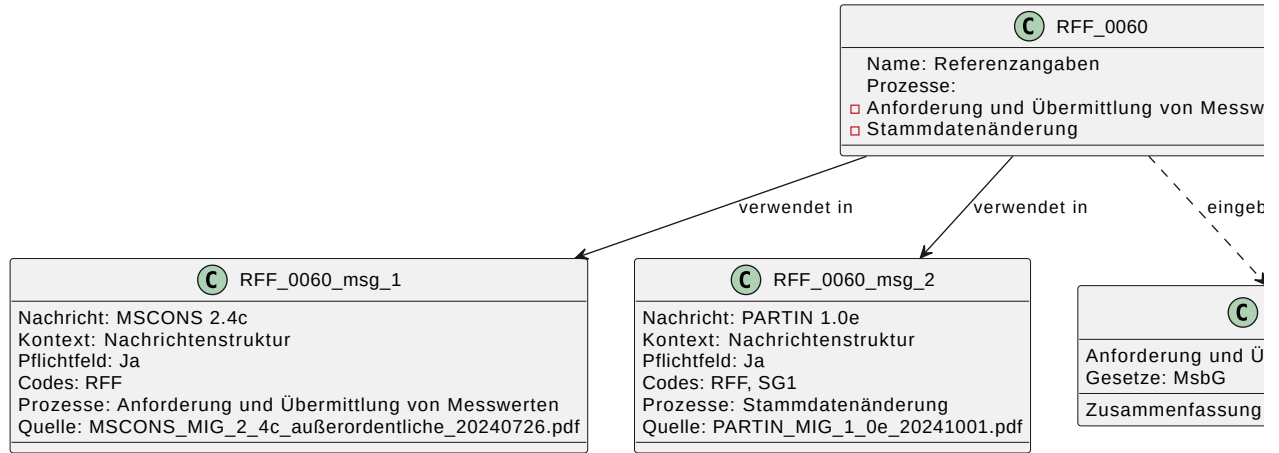 C RFF_0060
Name: Referenzangaben
Prozesse:
Anforderung und Übermittlung von Messw
Stammdatenänderung
verwendet in
verwendet in
eingeb
C RFF_0060_msg_1
Nachricht: MSCONS 2.4c
Kontext: Nachrichtenstruktur
Pflichtfeld: Ja
Codes: RFF
Prozesse: Anforderung und Übermittlung von Messwerten
Quelle: MSCONS_MIG_2_4c_außerordentliche_20240726.pdf
C RFF_0060_msg_2
Nachricht: PARTIN 1.0e
Kontext: Nachrichtenstruktur
Pflichtfeld: Ja
Codes: RFF, SG1
Prozesse: Stammdatenänderung
Quelle: PARTIN_MIG_1_0e_20241001.pdf
C
Anforderung und Ü
Gesetze: MsbG
Zusammenfassung